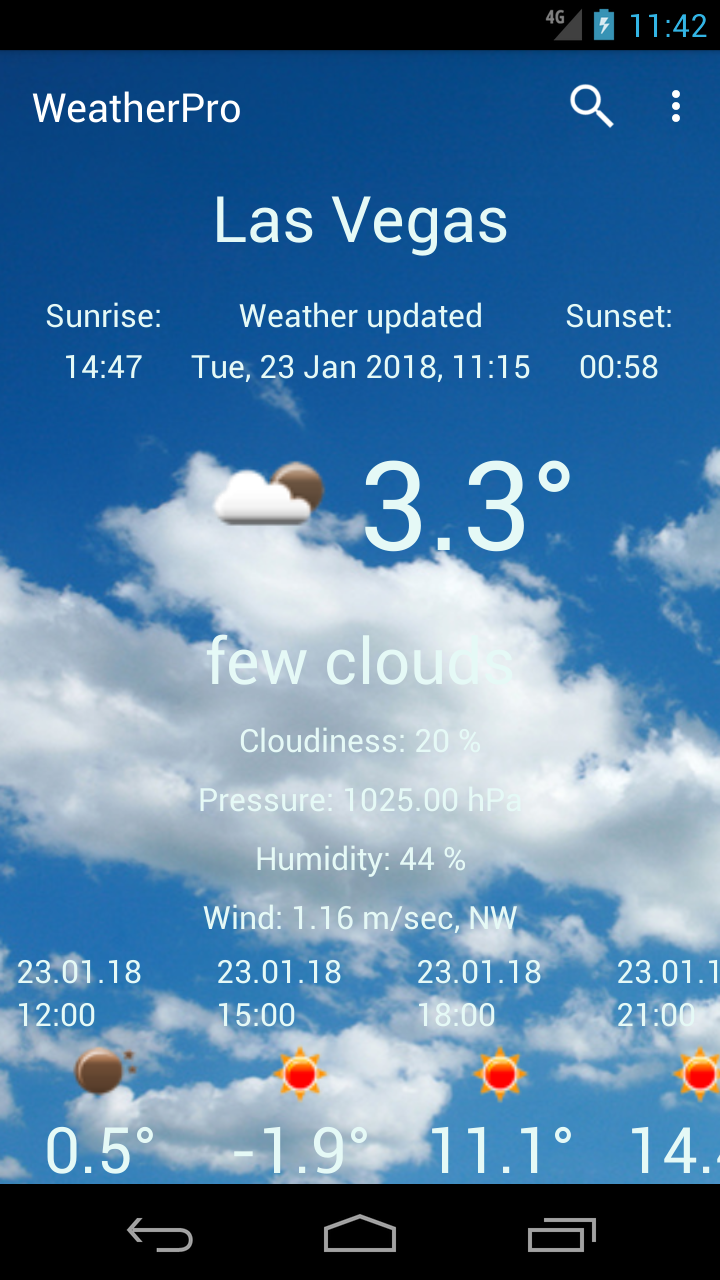 4G 11:42
WeatherPro
Las Vegas
Sunrise: Weather updated Sunset:
14:47 Tue, 23 Jan 2018, 11:15 00:58
3.3°
few clouds
Cloudiness: 20 %
Pressure: 1025.00 hPa
Humidity: 44 %
Wind: 1.16 m/sec, NW
23.01.18 23.01.18 23.01.18 23.01.1
12:00 15:00 18:00 21:00
0.5° -1.9° 11.1° 14.